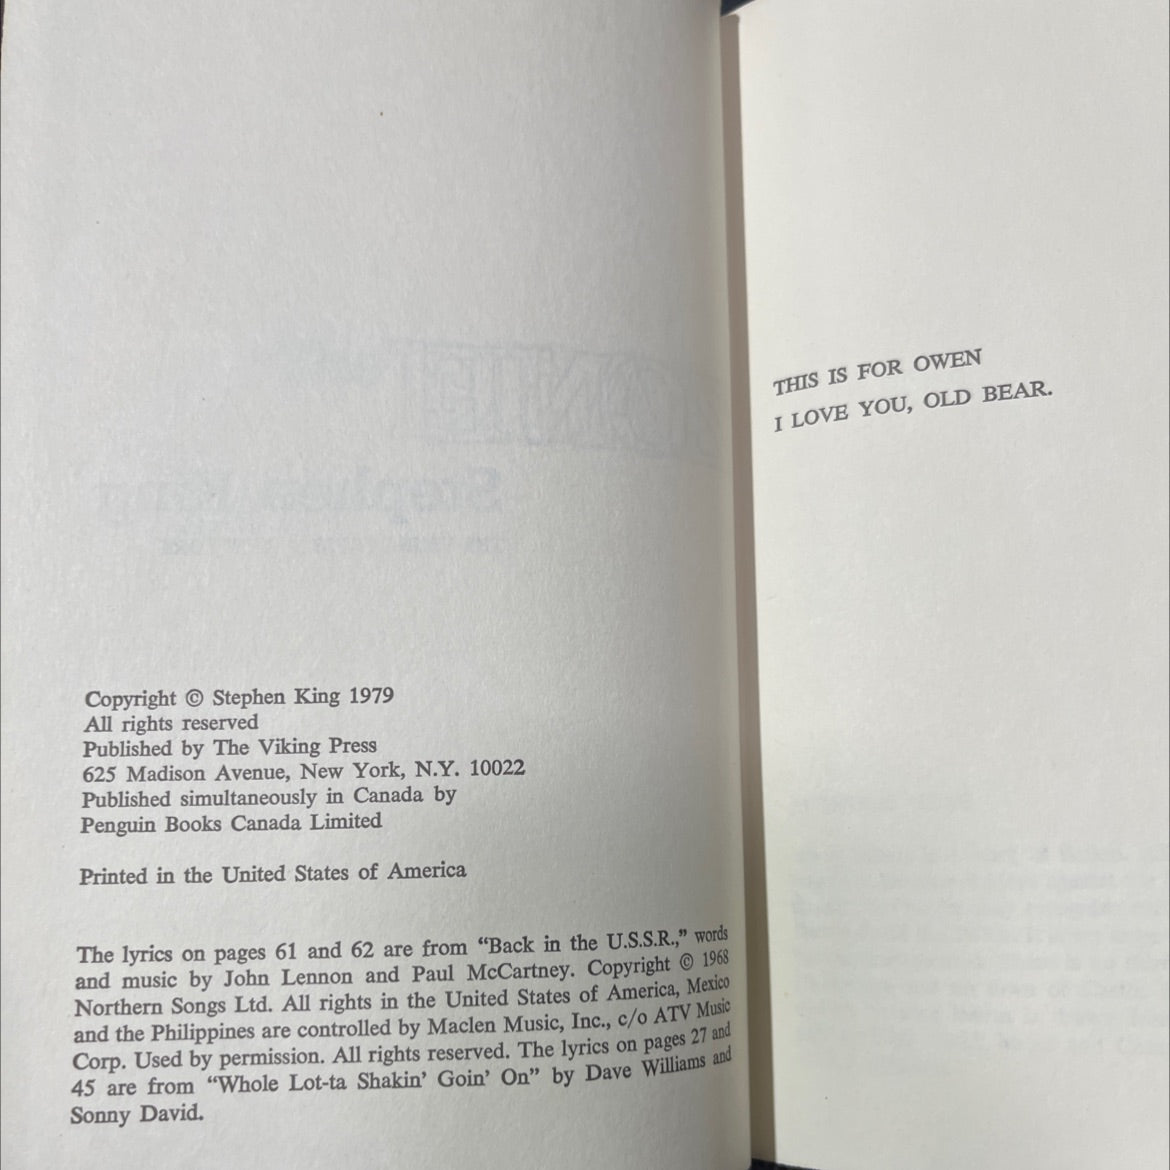 Copyright © Stephen King 1979
All rights reserved
Published by The Viking Press
625 Madison Avenue, New York, N.Y. 10022
Published simultaneously in Canada by
Penguin Books Canada Limited
Printed in the United States of America
The lyrics on pages 61 and 62 are from “Back in the U.S.S.R.,” words
and music by John Lennon and Paul McCartney. Copyright © 1968
Northern Songs Ltd. All rights in the United States of America, Mexico
and the Philippines are controlled by Maclen Music, Inc., c/o ATV Music
Corp. Used by permission. All rights reserved. The lyrics on pages 27 and
45 are from “Whole Lot-ta Shakin’ Goin’ On” by Dave Williams and
Sonny David.
THIS IS FOR OWEN
I LOVE YOU, OLD BEAR.